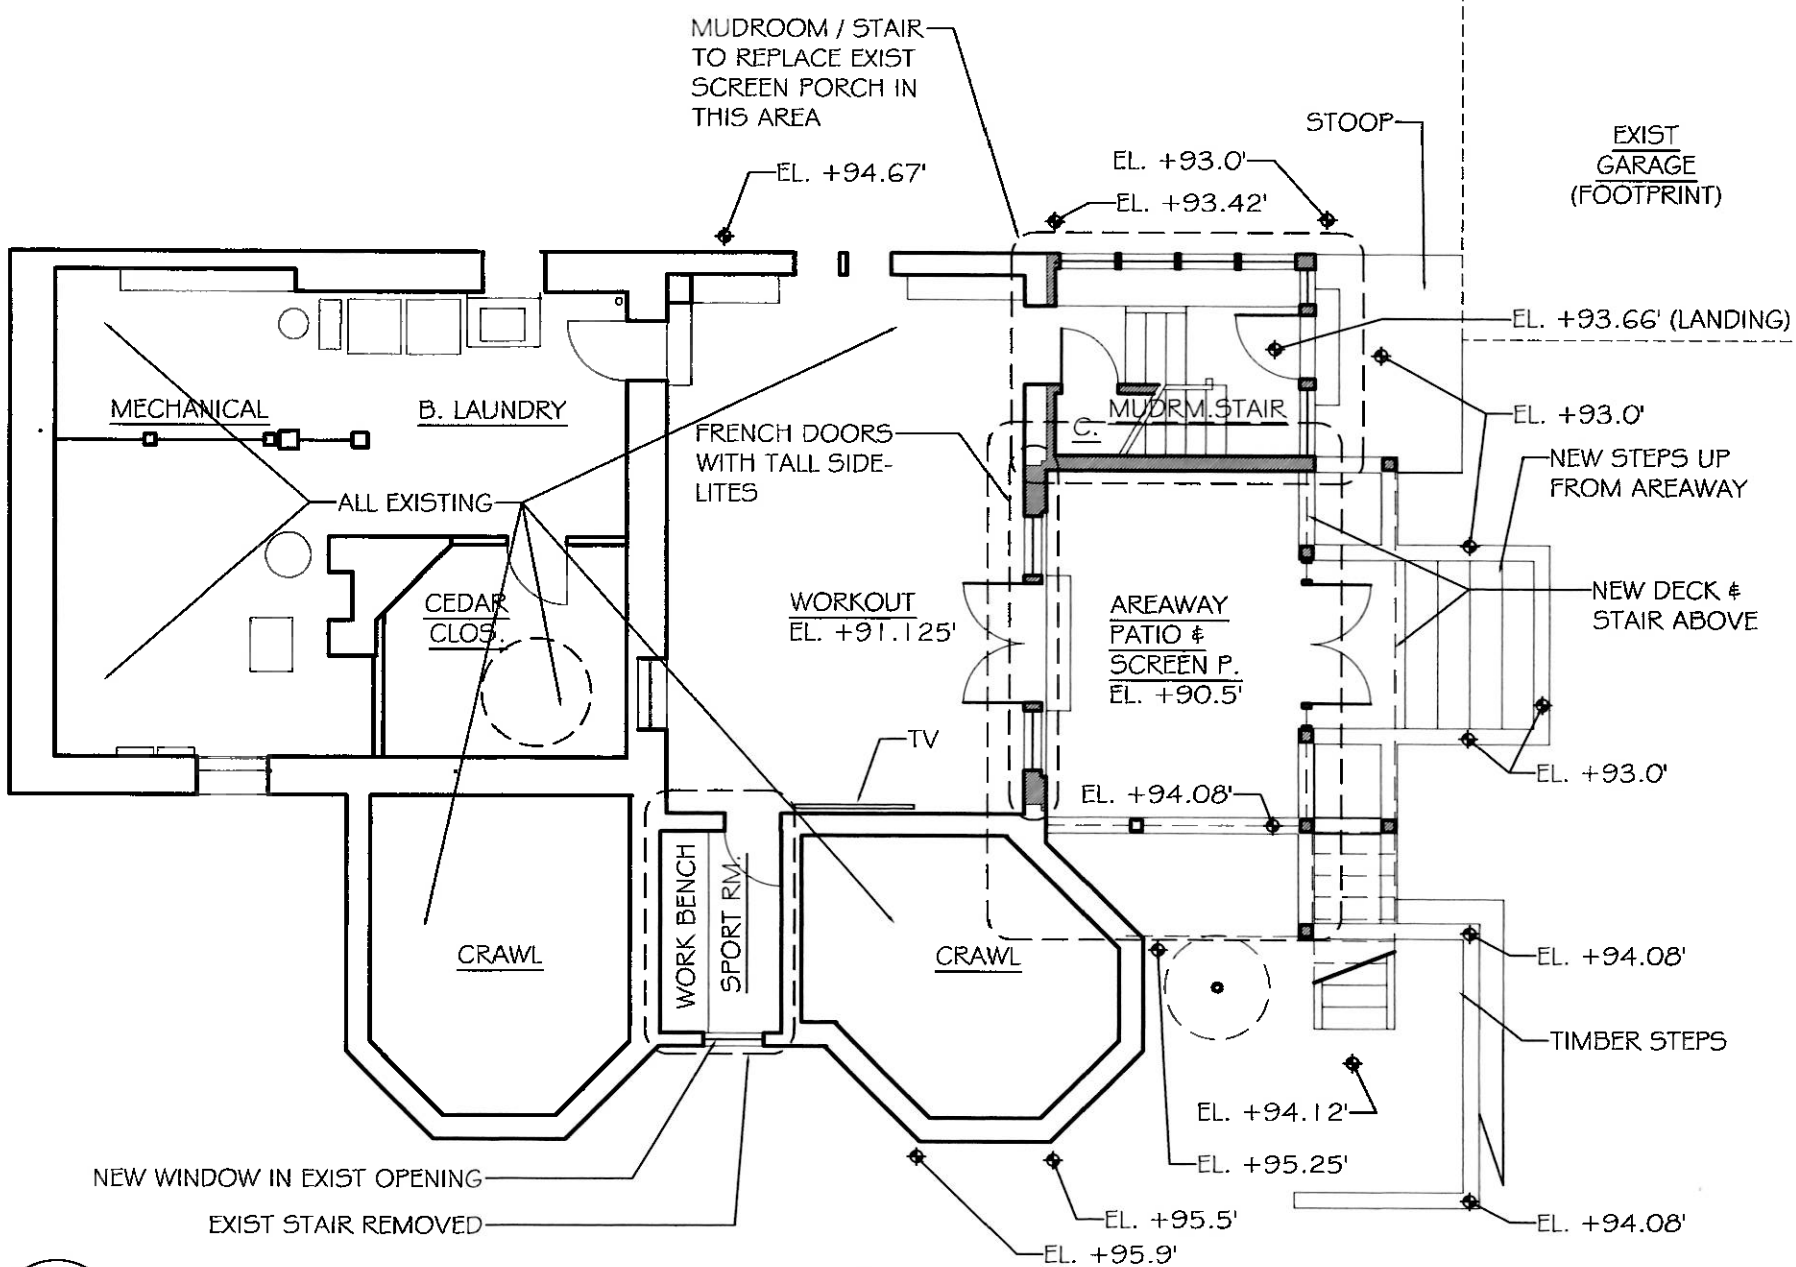 MUDROOM / STAIR
TO REPLACE EXIST
SCREEN PORCH IN
THIS AREA
STOOP
EXIST
GARAGE
(FOOTPRINT)
EL. +94.67'
EL. +93.0'
EL. +93.42'
EL. +93.66' (LANDING)
MECHANICAL
B. LAUNDRY
MUDRM. STAIR
C.
EL. +93.0'
FRENCH DOORS
WITH TALL SIDE-
LITES
NEW STEPS UP
FROM AREAWAY
ALL EXISTING
CEDAR
CLOS.
WORKOUT
EL. +91.125'
AREAWAY
PATIO &
SCREEN P.
EL. +90.5'
NEW DECK &
STAIR ABOVE
TV
EL. +94.08'
EL. +93.0'
CRAWL
WORK BENCH
SPORT RM.
CRAWL
EL. +94.08'
TIMBER STEPS
EL. +94.12'
EL. +95.25'
NEW WINDOW IN EXIST OPENING
EXIST STAIR REMOVED
EL. +95.5'
EL. +95.9'
EL. +94.08'